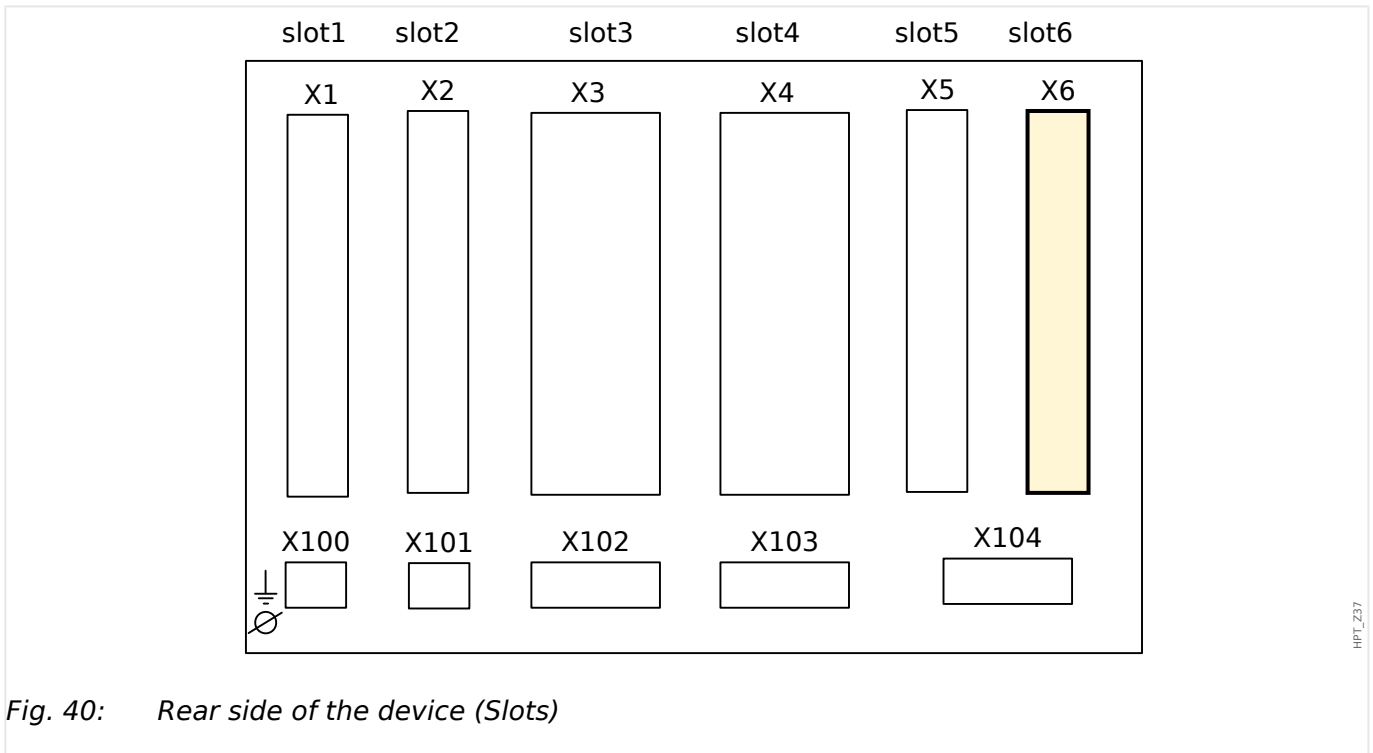 slot1 slot2 slot3 slot4 slot5 slot6
X1 X2 X3 X4 X5 X6
X100 X101 X102 X103 X104
HPT_Z37
Fig. 40: Rear side of the device (Slots)